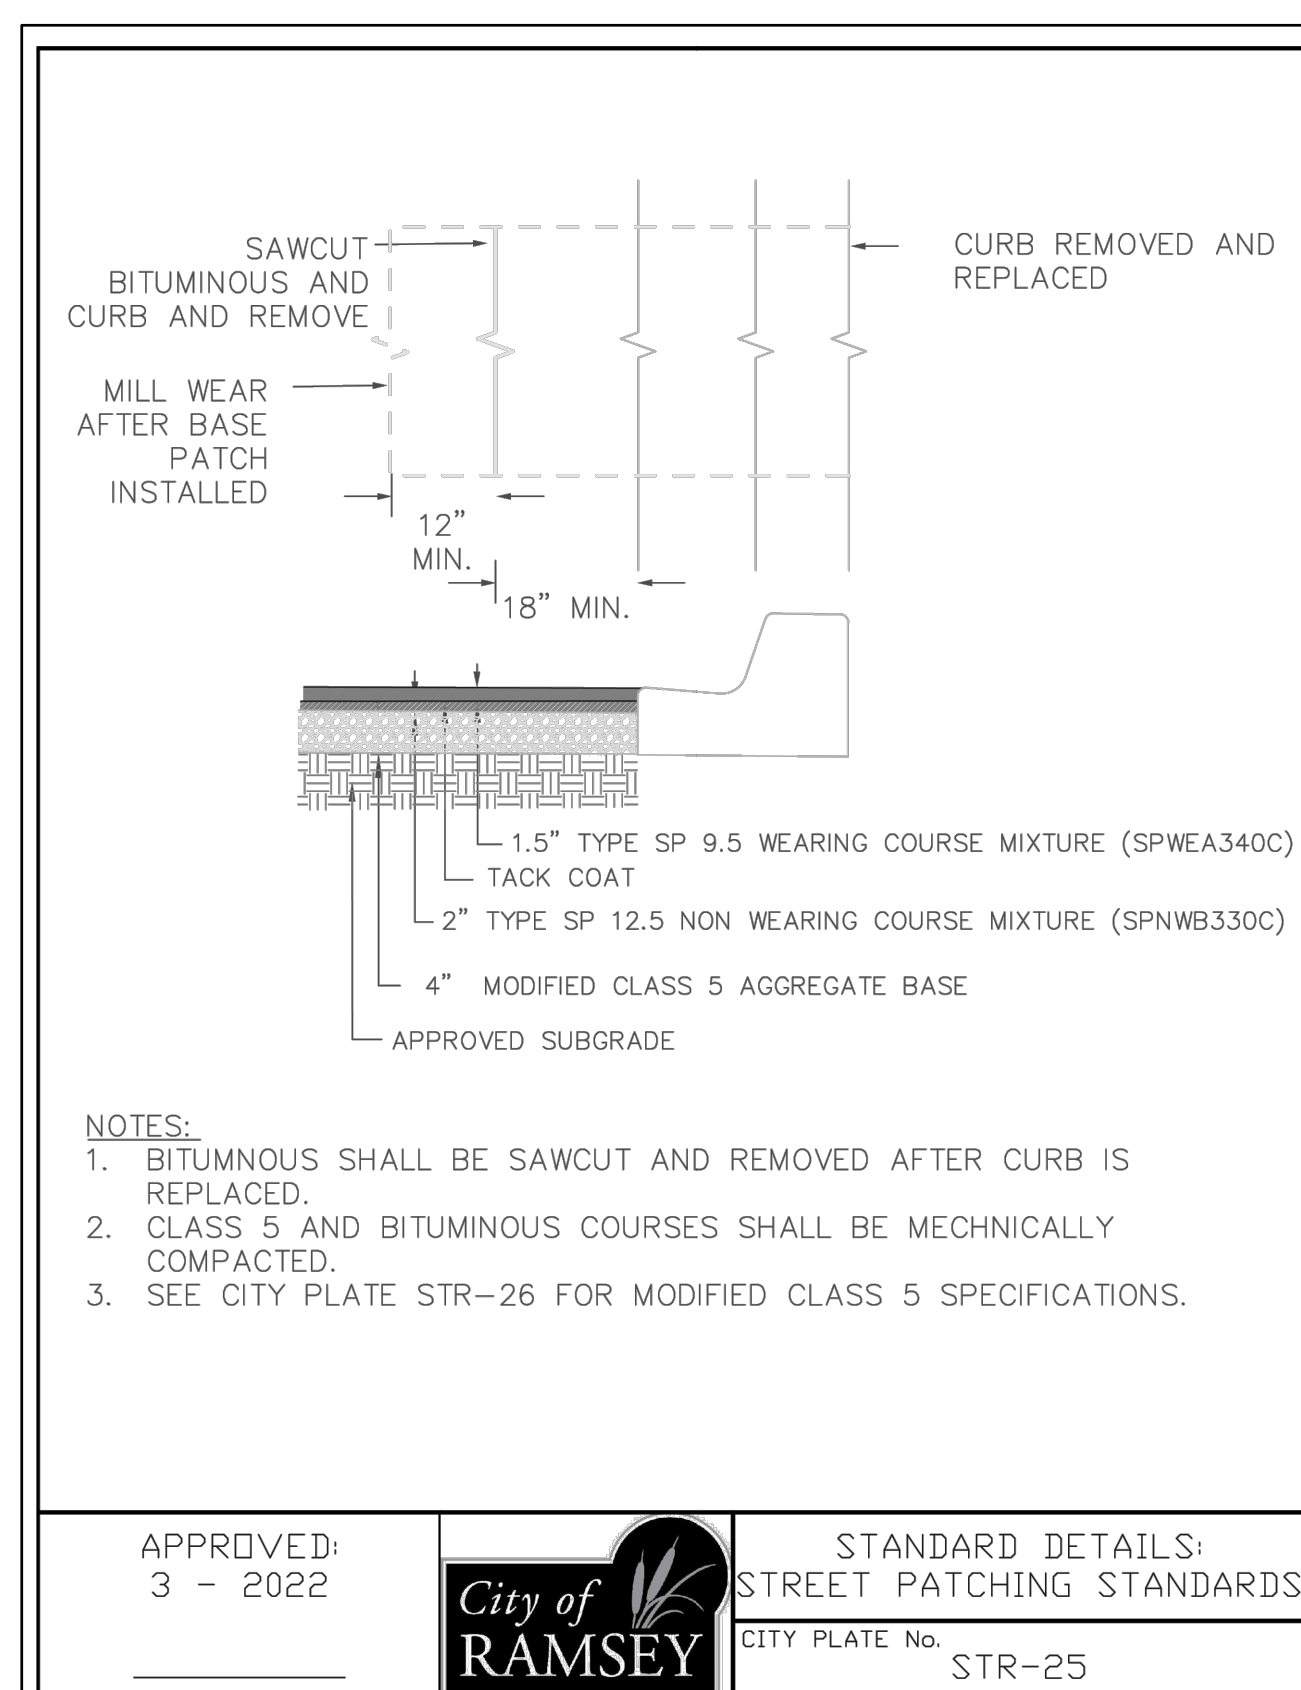 SAWCUT
BITUMINOUS AND
CURB AND REMOVE
CURB REMOVED AND
REPLACED
MILL WEAR
AFTER BASE
PATCH
INSTALLED
12"
MIN.
18" MIN.
1.5" TYPE SP 9.5 WEARING COURSE MIXTURE (SPWEA340C)
TACK COAT
2" TYPE SP 12.5 NON WEARING COURSE MIXTURE (SPNWB330C)
4" MODIFIED CLASS 5 AGGREGATE BASE
APPROVED SUBGRADE
NOTES:
1. BITUMNOUS SHALL BE SAWCUT AND REMOVED AFTER CURB IS
REPLACED.
2. CLASS 5 AND BITUMINOUS COURSES SHALL BE MECHNICALLY
COMPACTED.
3. SEE CITY PLATE STR-26 FOR MODIFIED CLASS 5 SPECIFICATIONS.
APPROVED:
3 - 2022
City of
RAMSEY
STANDARD DETAILS:
STREET PATCHING STANDARDS
CITY PLATE No.
STR-25